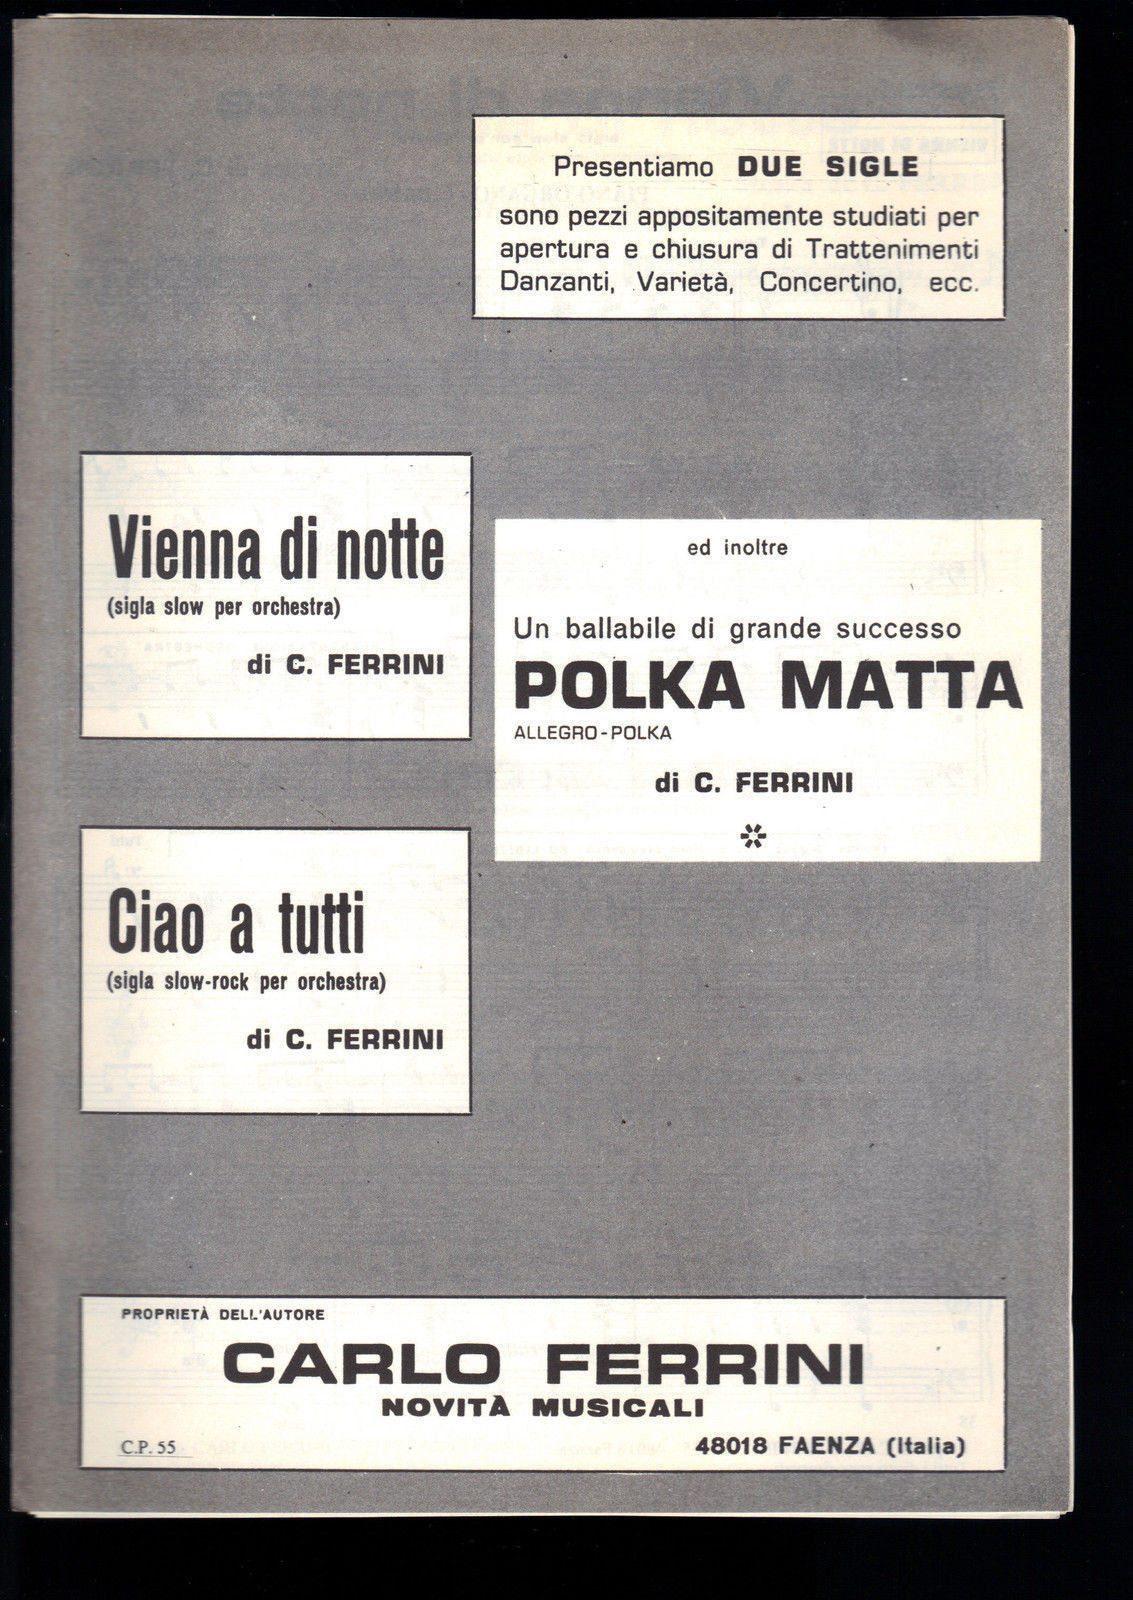 Presentiamo DUE SIGLE
sono pezzi appositamente studiati per
apertura e chiusura di Trattenimenti
Danzanti, Varietà, Concertino, ecc.
Vienna di notte
(sigla slow per orchestra)
di C. FERRINI
ed inoltre
Un ballabile di grande successo
POLKA MATTA
ALLEGRO-POLKA
di C. FERRINI
Ciao a tutti
(sigla slow-rock per orchestra)
di C. FERRINI
PROPRIETÀ DELL'AUTORE
CARLO FERRINI
NOVITÀ MUSICALI
C.P. 55
48018 FAENZA (Italia)